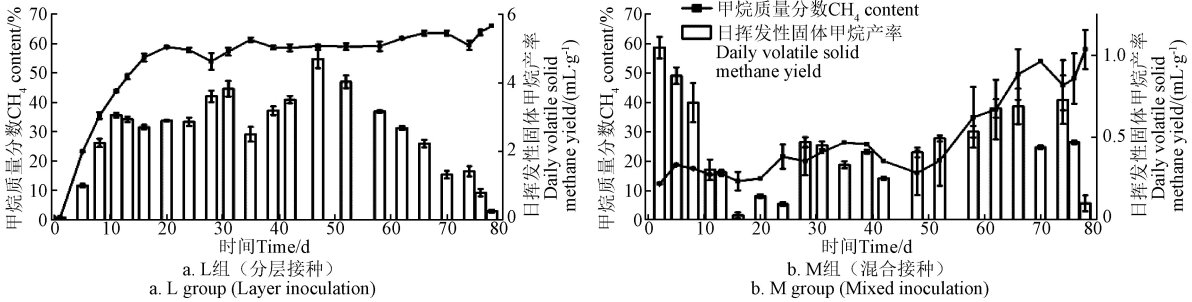 甲烷质量分数CH₄ content/%
70
60
50
40
30
20
10
0
0
10
20
30
40
50
60
70
80
时间Time/d
6
4
2
0
日挥发性固体甲烷产率
Daily volatile solid
methane yield/(mL·g⁻¹)
a. L组（分层接种）
a. L group (Layer inoculation)
甲烷质量分数CH₄ content/%
70
60
50
40
30
20
10
0
甲烷质量分数CH₄ content
日挥发性固体甲烷产率
Daily volatile solid
methane yield
0
10
20
30
40
50
60
70
80
时间Time/d
1.0
0.5
0
日挥发性固体甲烷产率
Daily volatile solid
methane yield/(mL·g⁻¹)
b. M组（混合接种）
b. M group (Mixed inoculation)